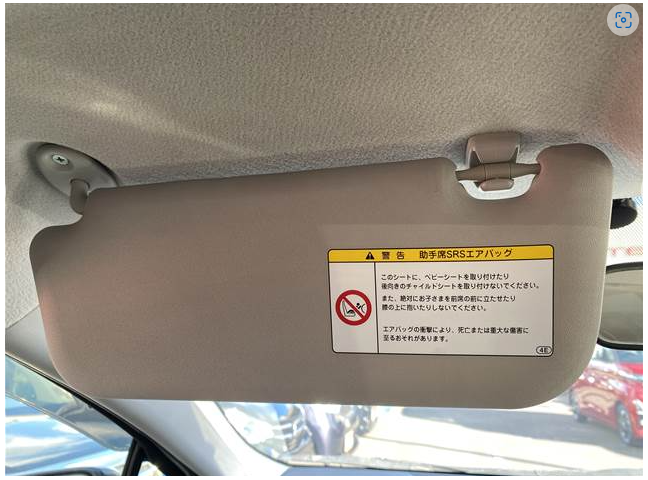 警告 助手席SRSエアバッグ
このシートに、ベビーシートを取り付けたり
後向きのチャイルドシートを取り付けないでください。
また、絶対にお子さまを前席の前に立たせたり
膝の上に抱いたりしないでください。
エアバッグの衝撃により、死亡または重大な傷害に
至るおそれがあります。
4E